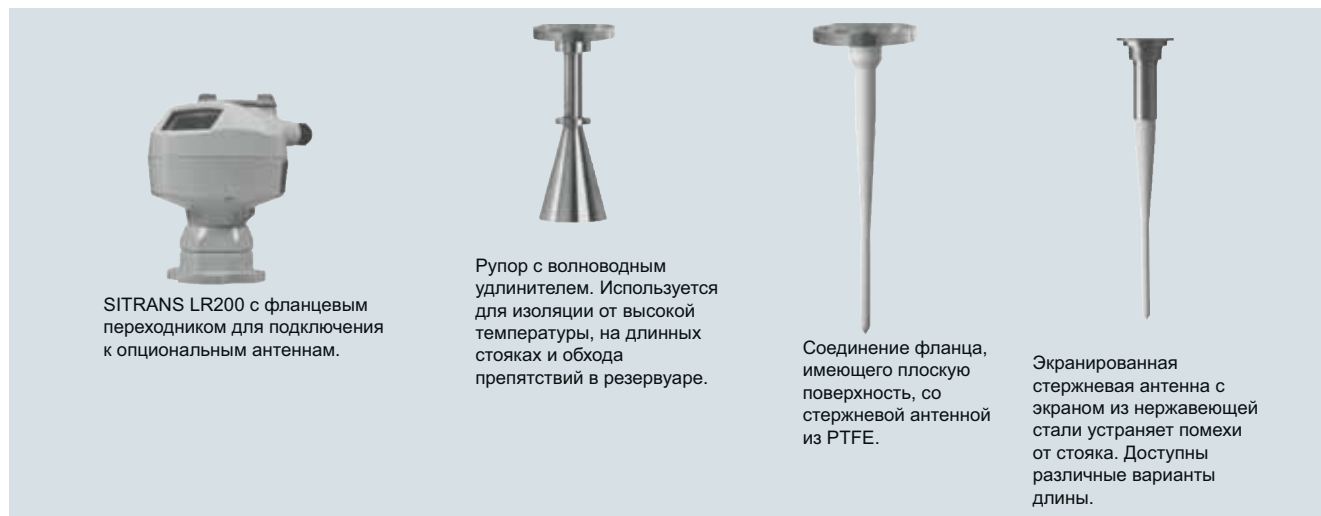 SITRANS LR200 с фланцевым
переходником для подключения
к опциональным антеннам.
Рупор с волноводным
удлинителем. Используется
для изоляции от высокой
температуры, на длинных
стояках и обхода
препятствий в резервуаре.
Соединение фланца,
имеющего плоскую
поверхность, со
стержневой антенной
из PTFE.
Экранированная
стержневая антенна с
экраном из нержавеющей
стали устраняет помехи
от стояка. Доступны
различные варианты
длины.